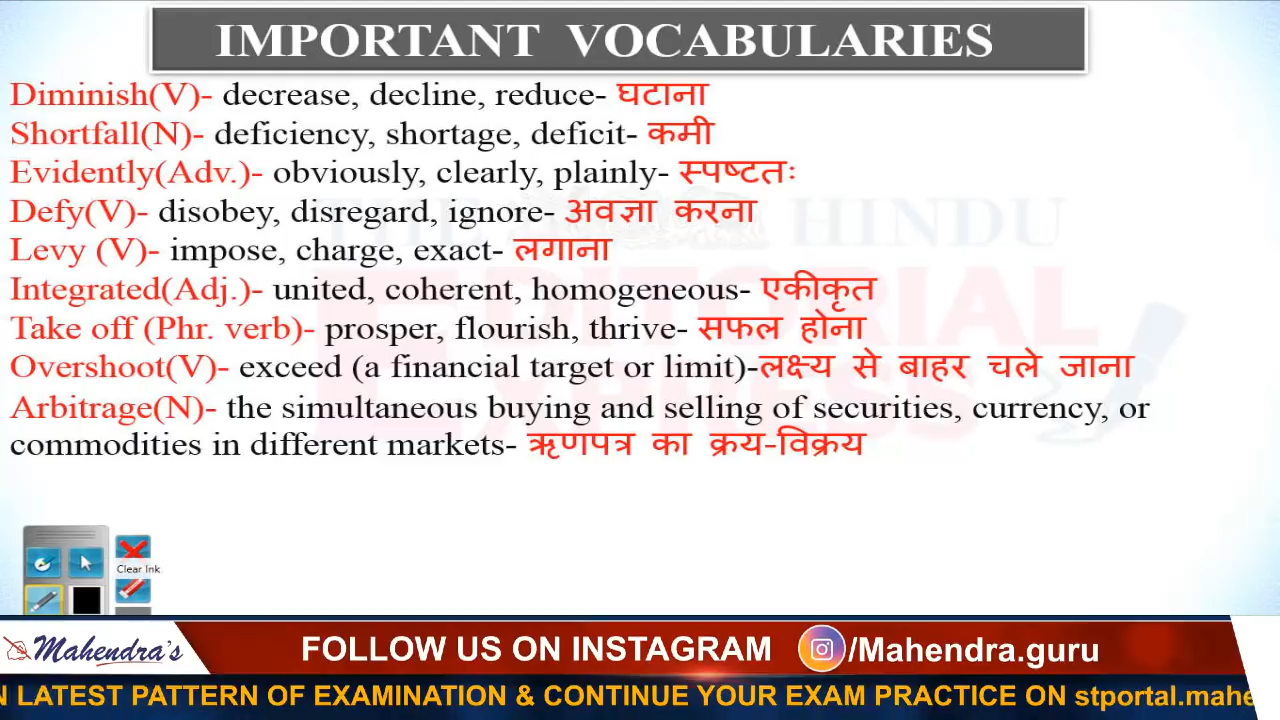 IMPORTANT VOCABULARIES
Diminish(V)- decrease, decline, reduce- घटाना
Shortfall(N)- deficiency, shortage, deficit- कमी
Evidently(Adv.)- obviously, clearly, plainly- स्पष्टतः
Defy(V)- disobey, disregard, ignore- अवज्ञा करना
Levy (V)- impose, charge, exact- लगाना
Integrated(Adj.)- united, coherent, homogeneous- एकीकृत
Take off (Phr. verb)- prosper, flourish, thrive- सफल होना
Overshoot(V)- exceed (a financial target or limit)-लक्ष्य से बाहर चले जाना
Arbitrage(N)- the simultaneous buying and selling of securities, currency, or
commodities in different markets- ऋणपत्र का क्रय-विक्रय
THE HINDU
EDITORIAL
EXPRESS
Clear Ink
Mahendra's
FOLLOW US ON INSTAGRAM /Mahendra.guru
N LATEST PATTERN OF EXAMINATION & CONTINUE YOUR EXAM PRACTICE ON stportal.mahe